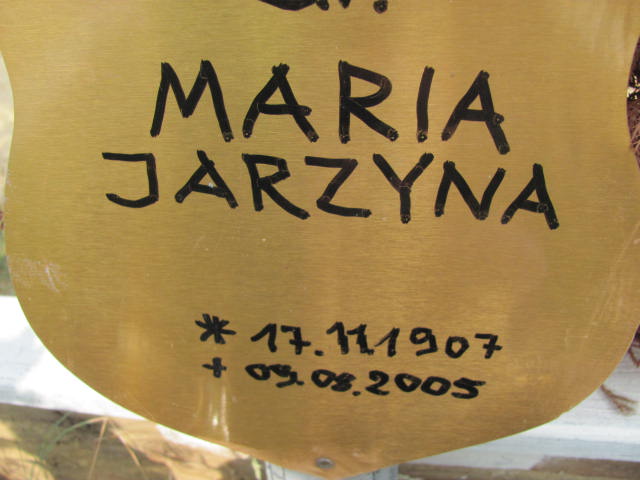 MARIA
JARZYNA
* 17.11.1907
+ 09.08.2005